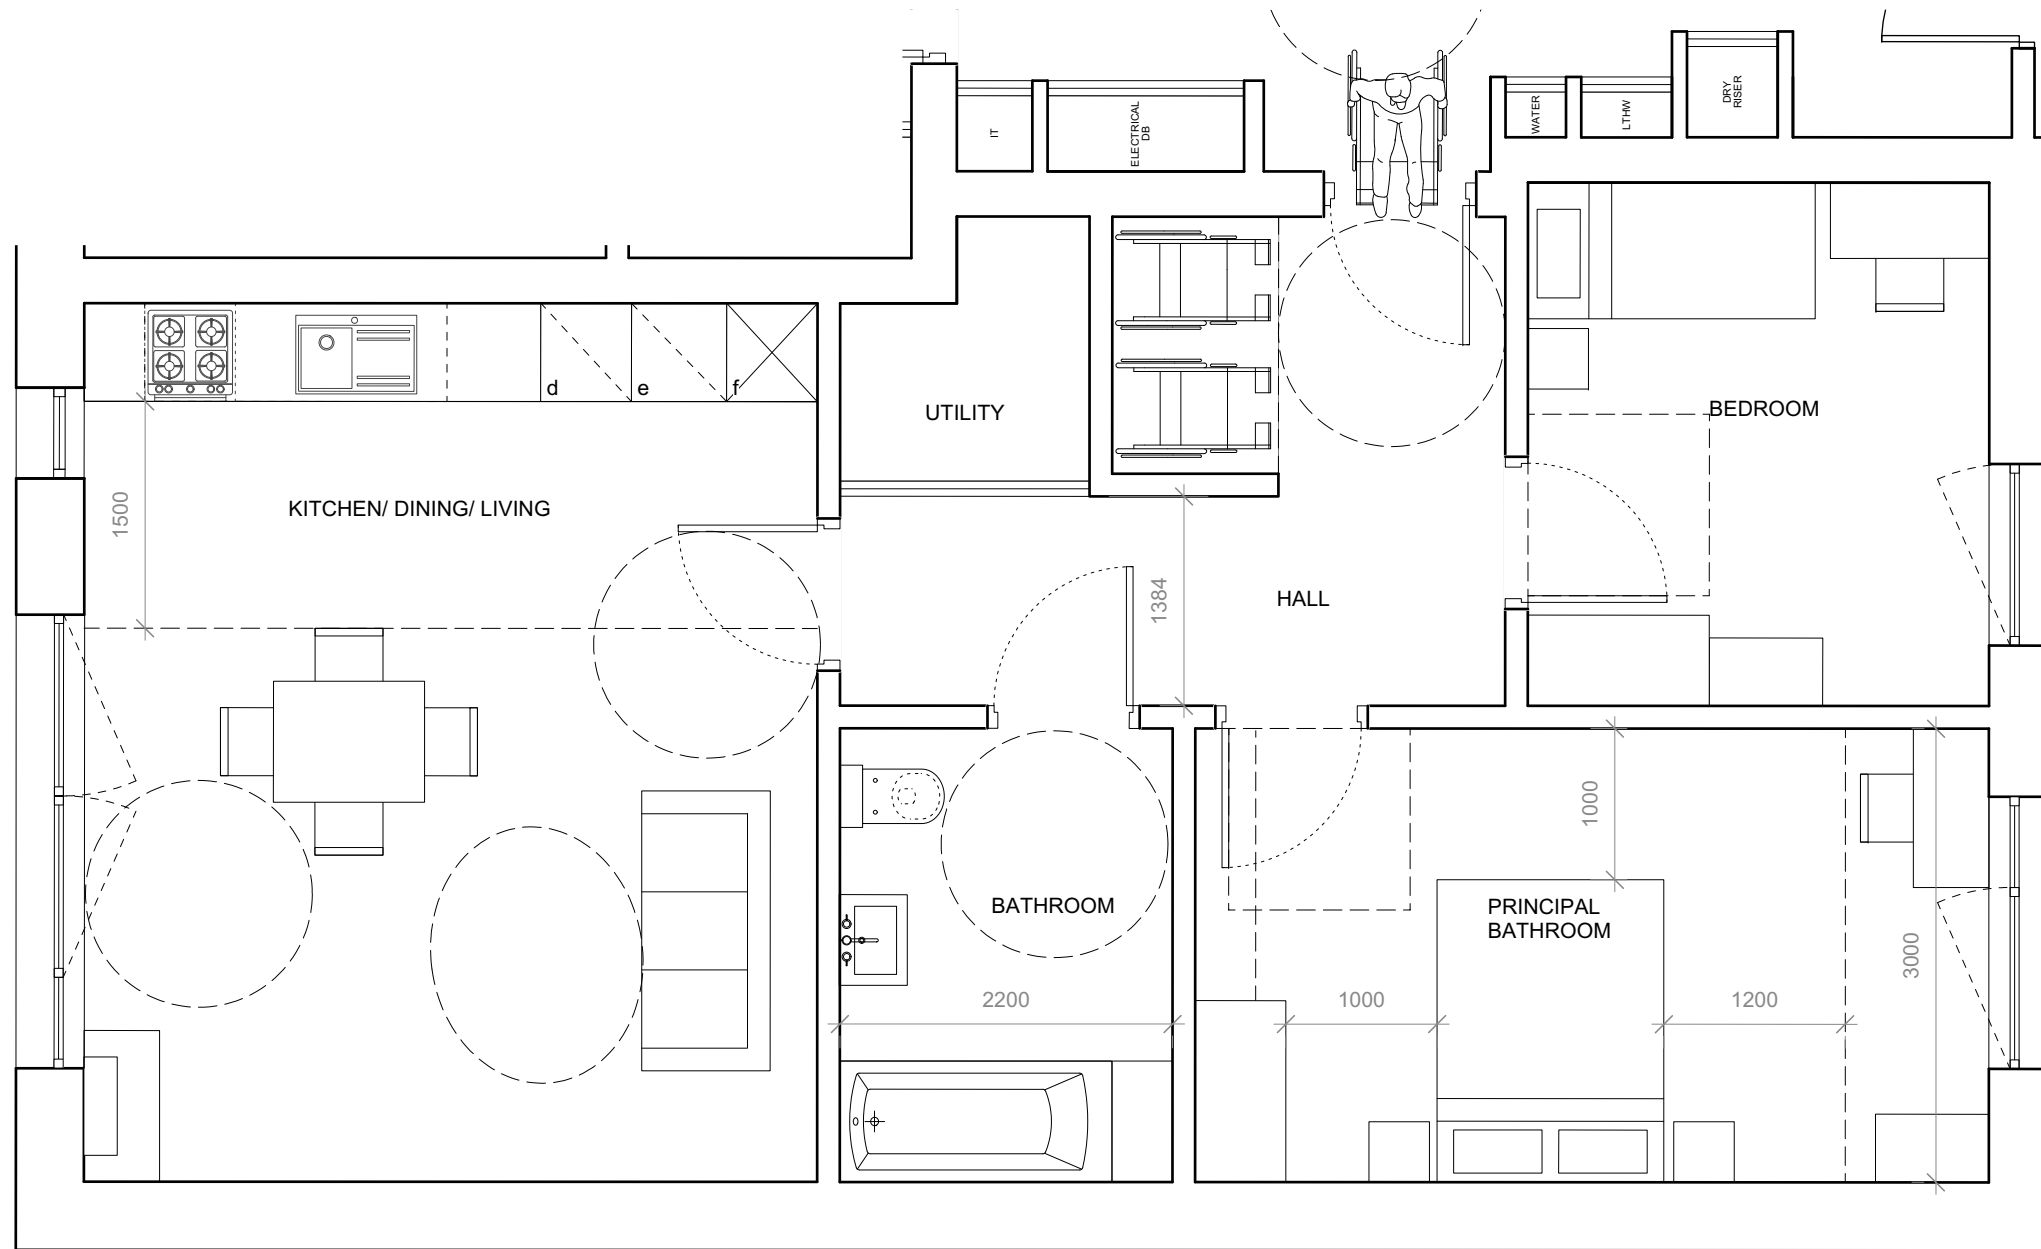 IT
ELECTRICAL
DB
WATER
LTHW
DRY
RISER
d
e
f
UTILITY
BEDROOM
KITCHEN/ DINING/ LIVING
1500
1384
HALL
1000
BATHROOM
PRINCIPAL
BATHROOM
3000
2200
1000
1200